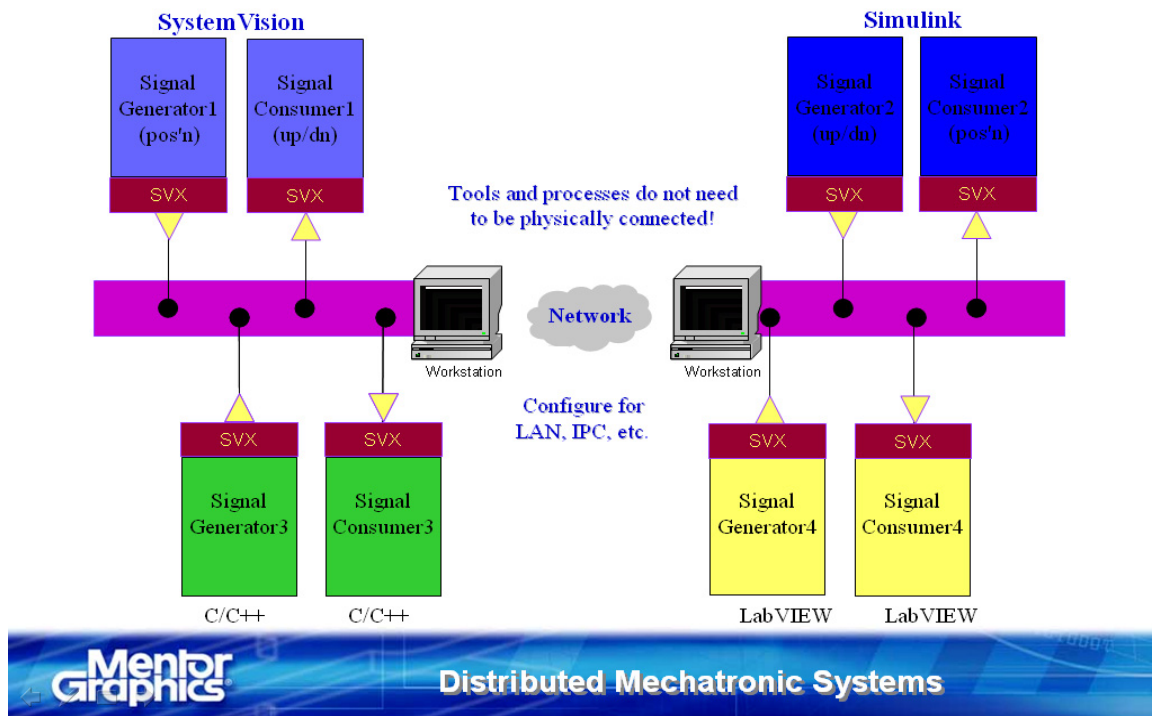 SystemVision
Simulink
Signal
Generator1
(pos'n)
Signal
Consumer1
(up/dn)
Signal
Generator2
(up/dn)
Signal
Consumer2
(pos'n)
SVX
SVX
SVX
SVX
Tools and processes do not need
to be physically connected!
Network
Workstation
Workstation
Configure for
LAN, IPC, etc.
SVX
SVX
SVX
SVX
Signal
Generator3
Signal
Consumer3
Signal
Generator4
Signal
Consumer4
C/C++
C/C++
LabVIEW
LabVIEW
Mentor
Graphics®
Distributed Mechatronic Systems